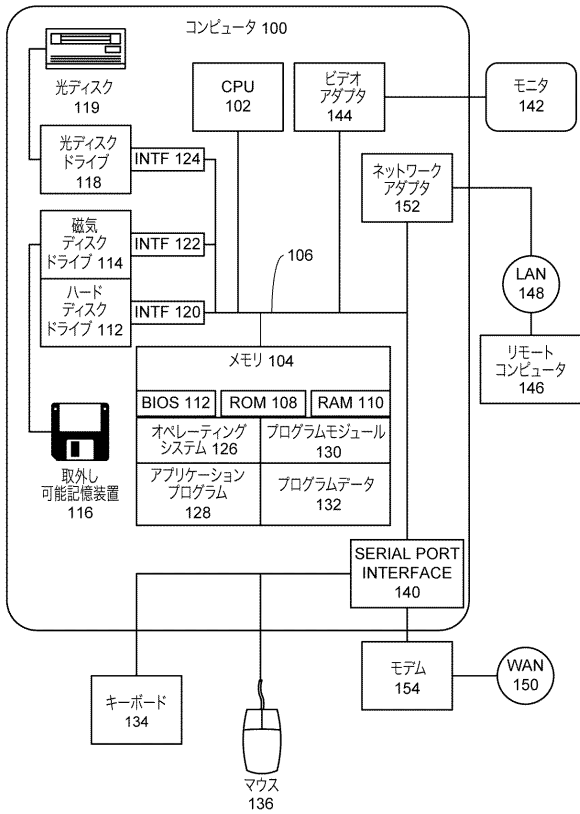 コンピュータ 100
光ディスク
119
CPU
102
ビデオ
アダプタ
144
モニタ
142
光ディスク
ドライブ
118
INTF 124
ネットワーク
アダプタ
152
磁気
ディスク
ドライブ 114
INTF 122
106
LAN
148
ハード
ディスク
ドライブ 112
INTF 120
メモリ 104
リモート
コンピュータ
146
BIOS 112
ROM 108
RAM 110
オペレーティング
システム 126
プログラムモジュール
130
取外し
可能記憶装置
116
アプリケーション
プログラム
128
プログラムデータ
132
SERIAL PORT
INTERFACE
140
キーボード
134
モデム
154
WAN
150
マウス
136